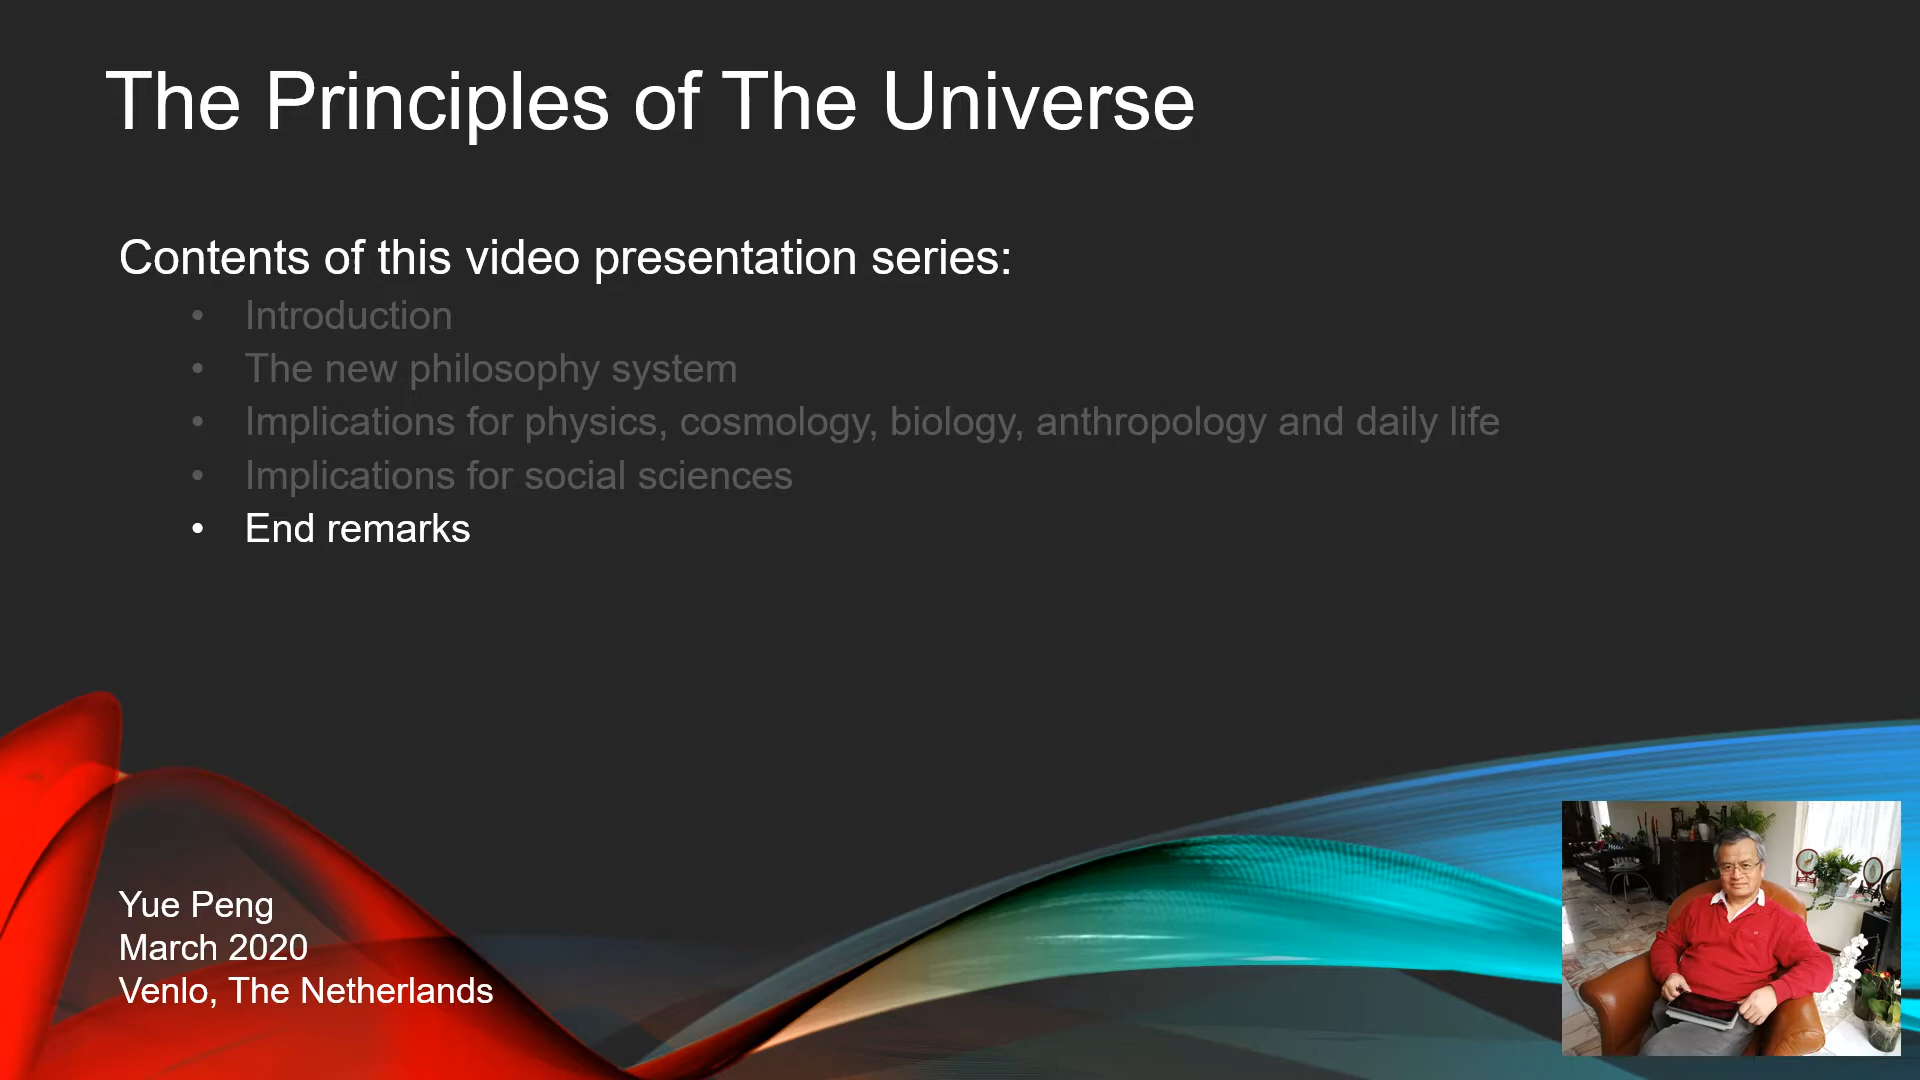 The Principles of The Universe
Contents of this video presentation series:
• Introduction
• The new philosophy system
• Implications for physics, cosmology, biology, anthropology and daily life
• Implications for social sciences
• End remarks
Yue Peng
March 2020
Venlo, The Netherlands